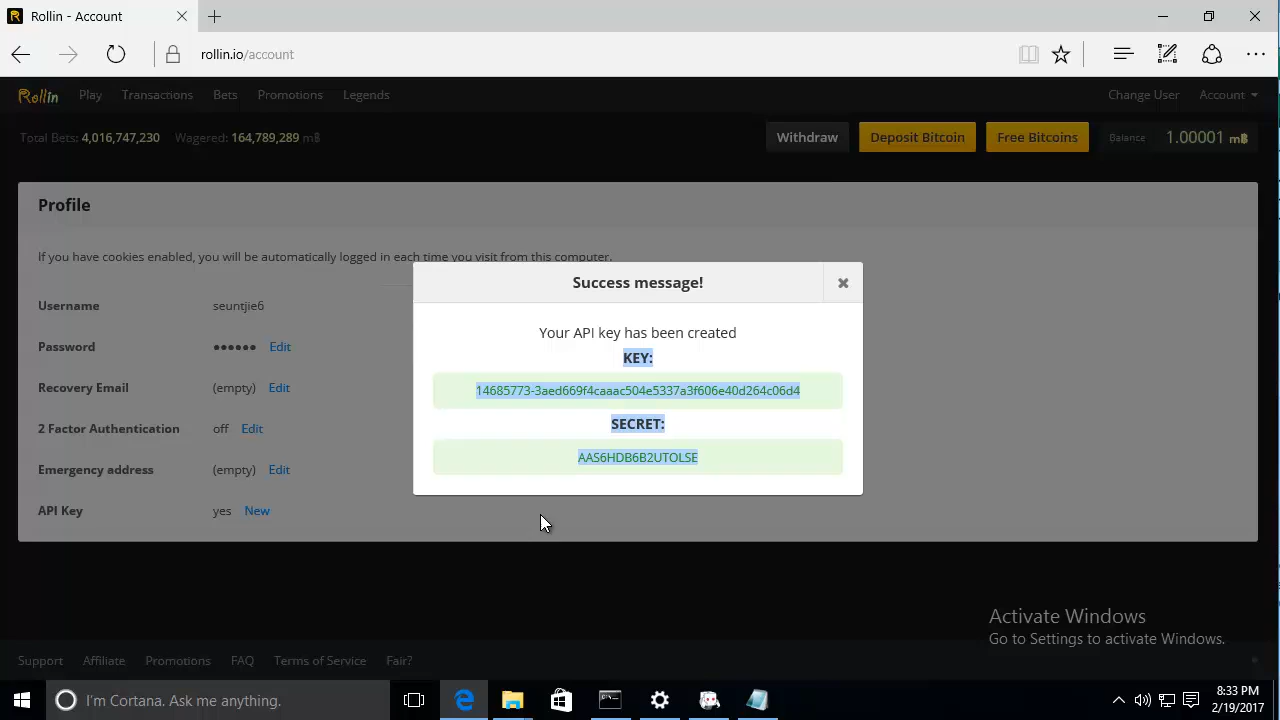 Rollin - Account
rollin.io/account
Rollin Play Transactions Bets Promotions Legends Change User Account
Total Bets: 4,016,747,230 Wagered: 164,789,289 mɃ Withdraw Deposit Bitcoin Free Bitcoins Balance 1.00001 mɃ
Profile
If you have cookies enabled, you will be automatically logged in each time you visit from this computer.
Username seuntjie6
Password ●●●●●● Edit
Recovery Email (empty) Edit
2 Factor Authentication off Edit
Emergency address (empty) Edit
API Key yes New
Success message!
Your API key has been created
KEY:
14685773-3aed669f4caaac504e5337a3f606e40d264c06d4
SECRET:
AAS6HDB6B2UTOLSE
Activate Windows
Go to Settings to activate Windows.
Support Affiliate Promotions FAQ Terms of Service Fair?
I'm Cortana. Ask me anything.
8:33 PM
2/19/2017